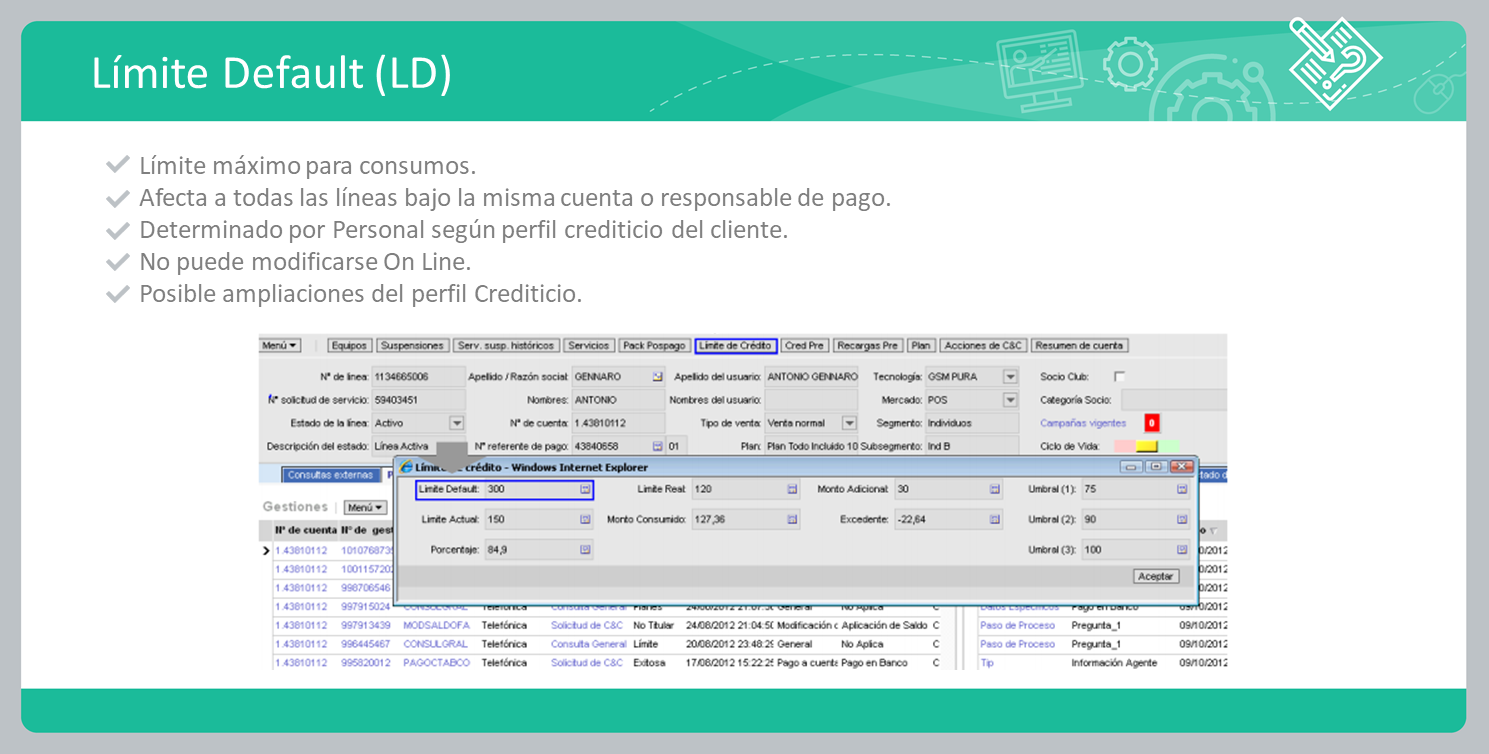 Límite Default (LD)
Límite máximo para consumos.
Afecta a todas las líneas bajo la misma cuenta o responsable de pago.
Determinado por Personal según perfil crediticio del cliente.
No puede modificarse On Line.
Posible ampliaciones del perfil Crediticio.
Menú Equipos Suspensiones Serv. susp. históricos Servicios Pack Pospago Límite de Crédito Cred Pre Recargas Pre Plan Acciones de C&C Resumen de cuenta
Nº de línea: 1134665006 Apellido / Razón social: GENNARO Apellido del usuario: ANTONIO GENNARO Tecnología: GSM PURA Socio Club:
Nº solicitud de servicio: 59403451 Nombres: ANTONIO Nombres del usuario: Mercado: POS Categoría Socio:
Estado de la línea: Activo Nº de cuenta: 1.43810112 Tipo de venta: Venta normal Segmento: Individuos Campañas vigentes 0
Descripción del estado: Línea Activa Nº referente de pago: 43840658 01 Plan: Plan Todo Incluido 10 Subsegmento: Ind B Ciclo de Vida:
Consultas externas
Crédito - Windows Internet Explorer
Limite Default: 300 Limite Real: 120 Monto Adicional: 30 Umbral (1): 75
Limite Actual: 150 Monto Consumido: 127,36 Excedente: -22,64 Umbral (2): 90
Porcentaje: 84,9 Umbral (3): 100
Aceptar
Gestiones Menú
Nº de cuenta Nº de gest
1.43810112 101076873
1.43810112 100115720
1.43810112 998706546
1.43810112 997915024 CONSULGRAL Telefónica Consulta General Planes General No Aplica C Datos Específicos Pago en Banco 09/10/2012
1.43810112 997913439 MODSALDOFA Telefónica Solicitud de C&C No Titular 24/08/2012 21:04:50 Modificación c Aplicación de Saldo C Paso de Proceso Pregunta_1 09/10/2012
1.43810112 996445467 CONSULGRAL Telefónica Consulta General Límite 20/08/2012 23:48:29 General No Aplica C Paso de Proceso Pregunta_1 09/10/2012
1.43810112 995820012 PAGOCTABCO Telefónica Solicitud de C&C Exitosa 17/08/2012 15:22:25 Pago a cuenta Pago en Banco C Tip Información Agente 09/10/2012